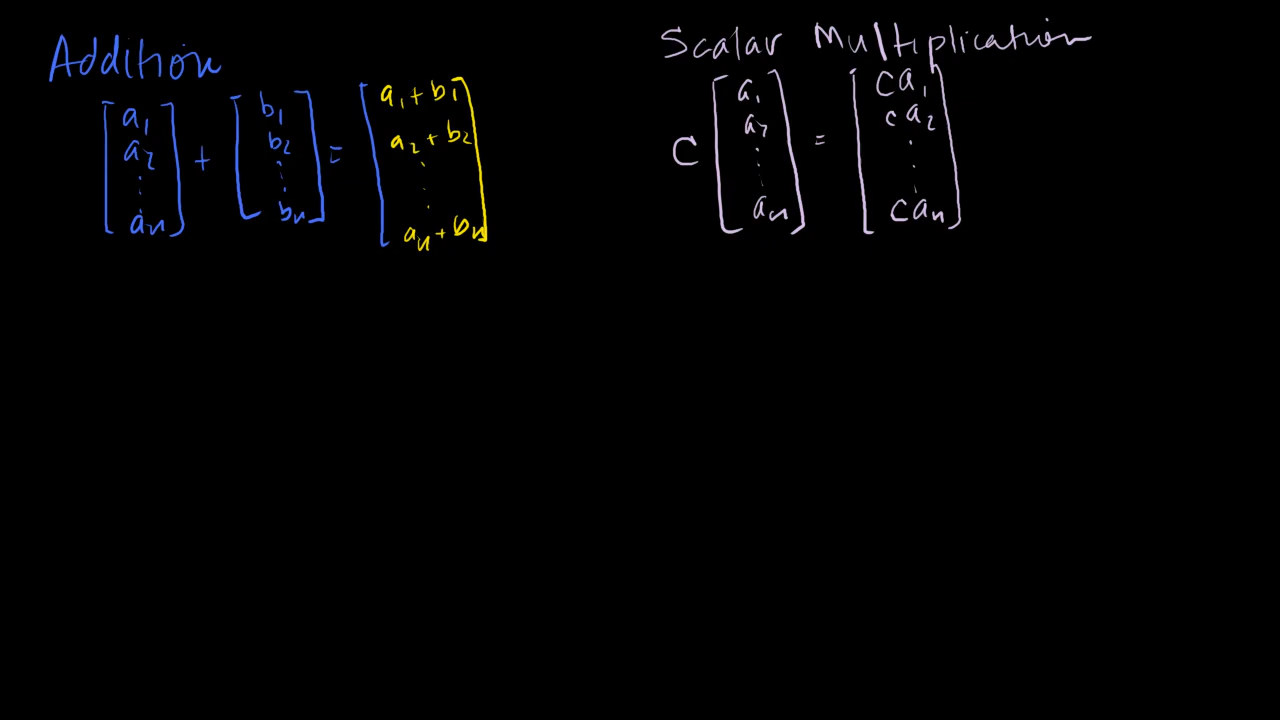 Addition
[a₁ a₂ ⋮ aₙ] + [b₁ b₂ ⋮ bₙ] = [a₁ + b₁ a₂ + b₂ ⋮ aₙ + bₙ]
Scalar Multiplication
C [a₁ a₂ ⋮ aₙ] = [ca₁ ca₂ ⋮ caₙ]